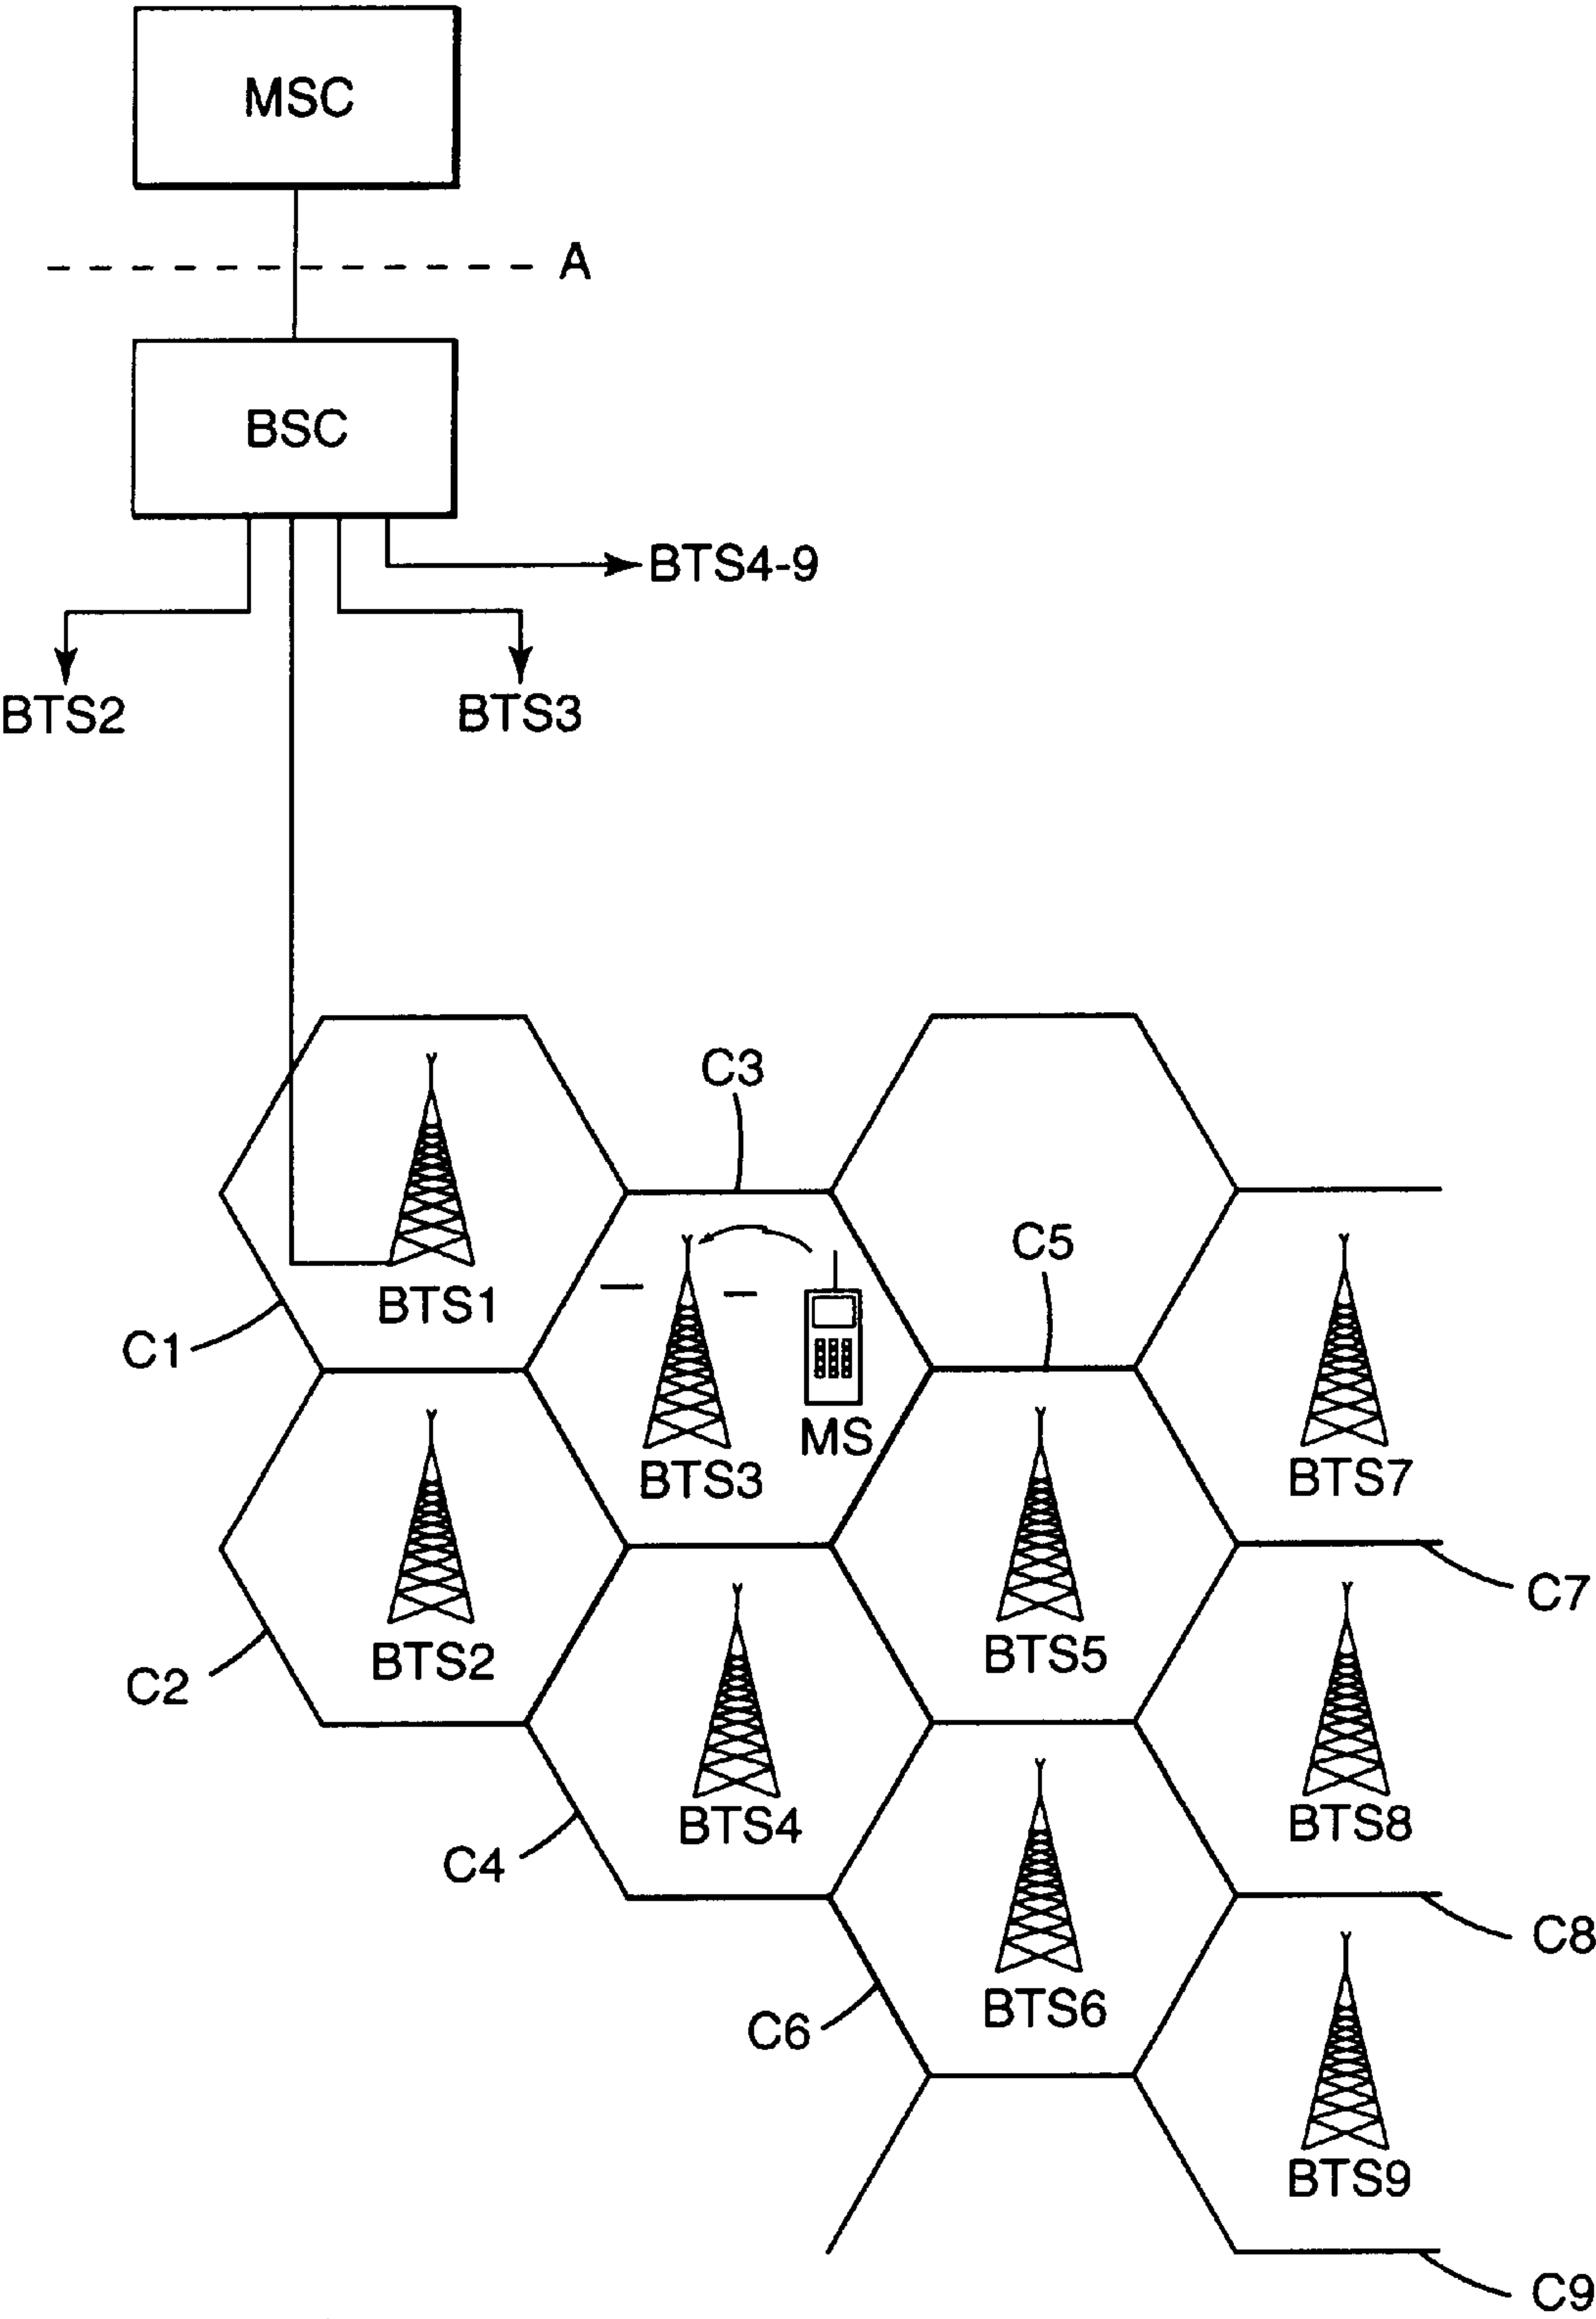 MSC
A
BSC
BTS4-9
BTS2
BTS3
C3
C5
BTS1
C1
MS
BTS3
BTS7
C7
BTS2
BTS5
C2
BTS4
BTS8
C4
C8
BTS6
C6
BTS9
C9